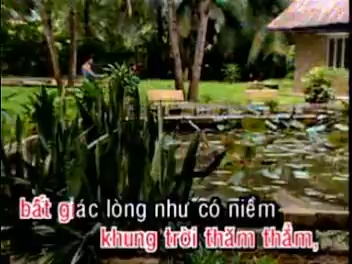 bất giác lòng như có niềm
khung trời thăm thẳm,